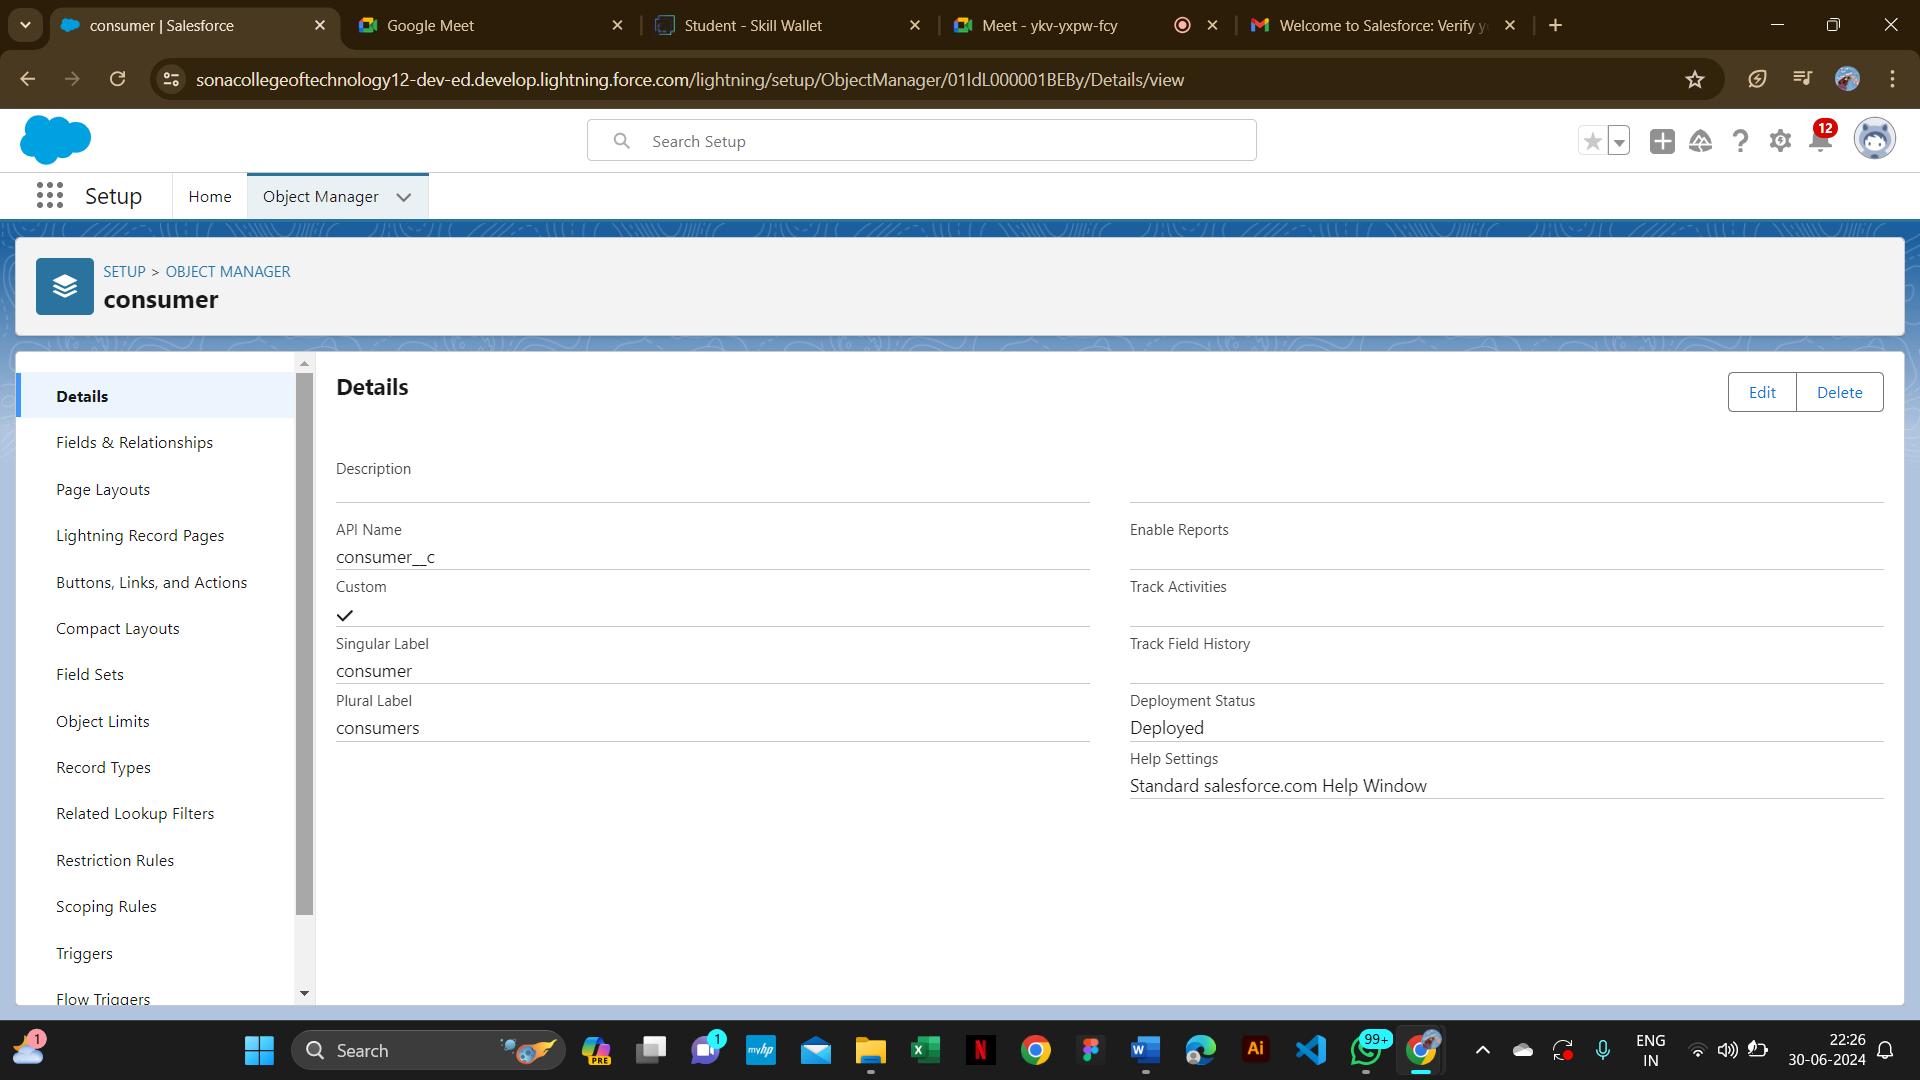 consumer | Salesforce
Google Meet
Student - Skill Wallet
Meet - ykv-yxpw-fcy
Welcome to Salesforce: Verify
sonacollegeoftechnology12-dev-ed.develop.lightning.force.com/lightning/setup/ObjectManager/01IdL000001BEBy/Details/view
Search Setup
12
Setup
Home
Object Manager
SETUP > OBJECT MANAGER
consumer
Details
Fields & Relationships
Page Layouts
Lightning Record Pages
Buttons, Links, and Actions
Compact Layouts
Field Sets
Object Limits
Record Types
Related Lookup Filters
Restriction Rules
Scoping Rules
Triggers
Flow Triggers
Details
Edit
Delete
Description
API Name
consumer__c
Custom
Singular Label
consumer
Plural Label
consumers
Enable Reports
Track Activities
Track Field History
Deployment Status
Deployed
Help Settings
Standard salesforce.com Help Window
1
Search
PRE
1
myhp
N
Ai
99+
ENG
IN
22:26
30-06-2024